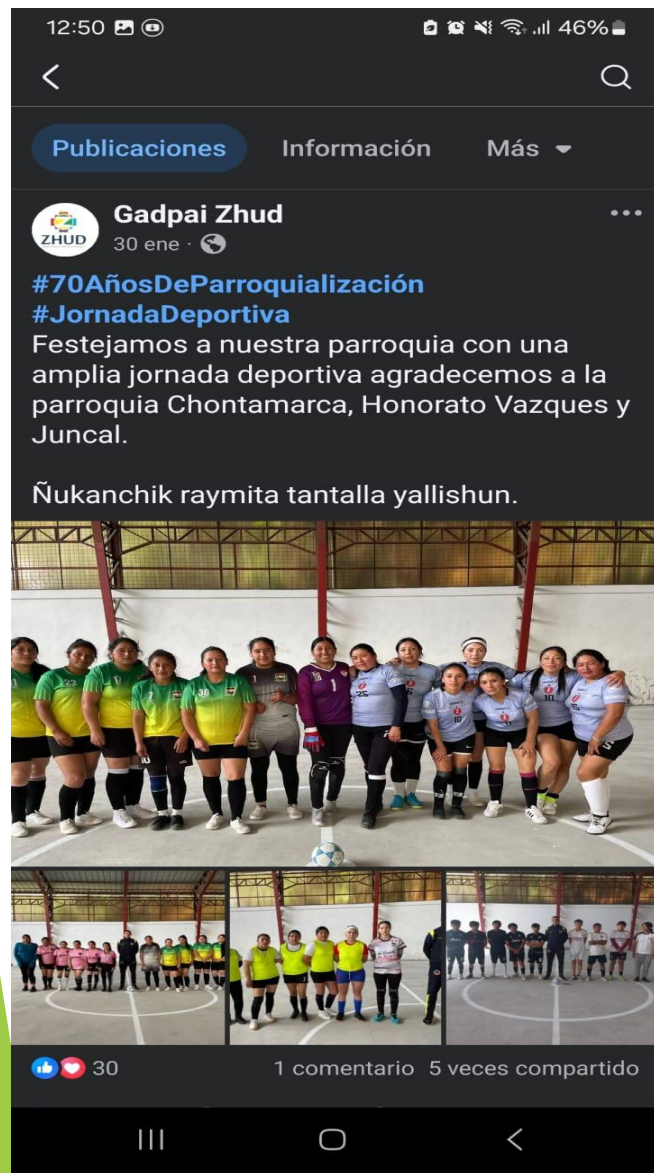 12:50 46%
Publicaciones Información Más
Gadpai Zhud
ZHUD
30 ene ·
#70AñosDeParroquialización
#JornadaDeportiva
Festejamos a nuestra parroquia con una
amplia jornada deportiva agradecemos a la
parroquia Chontamarca, Honorato Vazques y
Juncal.
Ñukanchik raymita tantalla yallishun.
30 1 comentario 5 veces compartido